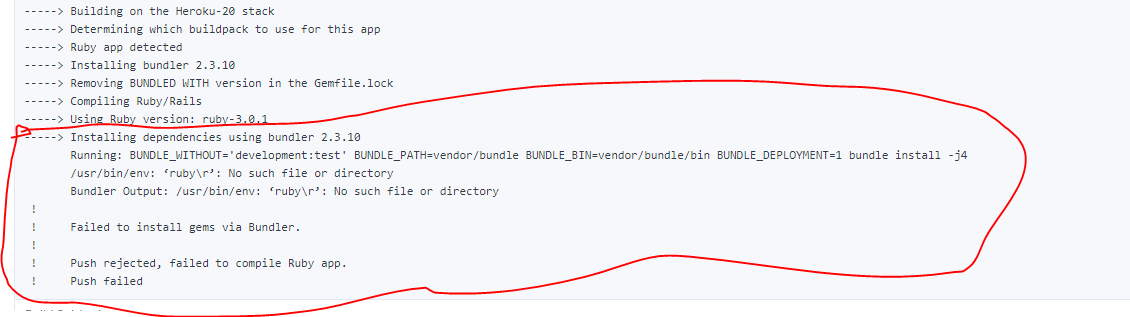 -----> Building on the Heroku-20 stack
-----> Determining which buildpack to use for this app
-----> Ruby app detected
-----> Installing bundler 2.3.10
-----> Removing BUNDLED WITH version in the Gemfile.lock
-----> Compiling Ruby/Rails
-----> Using Ruby version: ruby-3.0.1
-----> Installing dependencies using bundler 2.3.10
Running: BUNDLE_WITHOUT='development:test' BUNDLE_PATH=vendor/bundle BUNDLE_BIN=vendor/bundle/bin BUNDLE_DEPLOYMENT=1 bundle install -j4
/usr/bin/env: ‘ruby\r’: No such file or directory
Bundler Output: /usr/bin/env: ‘ruby\r’: No such file or directory
!
! Failed to install gems via Bundler.
!
! Push rejected, failed to compile Ruby app.
! Push failed